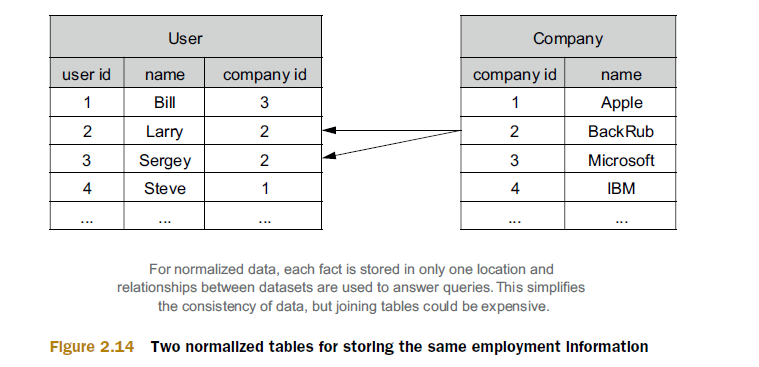 User
user id name company id
1 Bill 3
2 Larry 2
3 Sergey 2
4 Steve 1
... ... ...
Company
company id name
1 Apple
2 BackRub
3 Microsoft
4 IBM
... ...
For normalized data, each fact is stored in only one location and
relationships between datasets are used to answer queries. This simplifies
the consistency of data, but joining tables could be expensive.
Figure 2.14 Two normalized tables for storing the same employment information